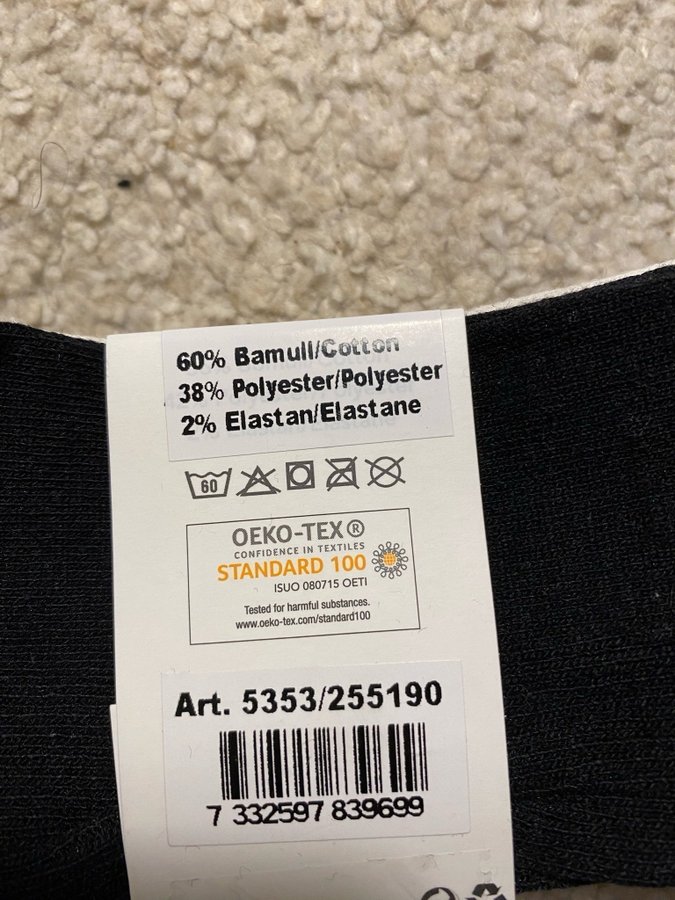 60% Bamull/Cotton
38% Polyester/Polyester
2% Elastan/Elastane
60
OEKO-TEX®
CONFIDENCE IN TEXTILES
STANDARD 100
ISUO 080715 OETI
Tested for harmful substances.
www.oeko-tex.com/standard100
Art. 5353/255190
7 332597 839699